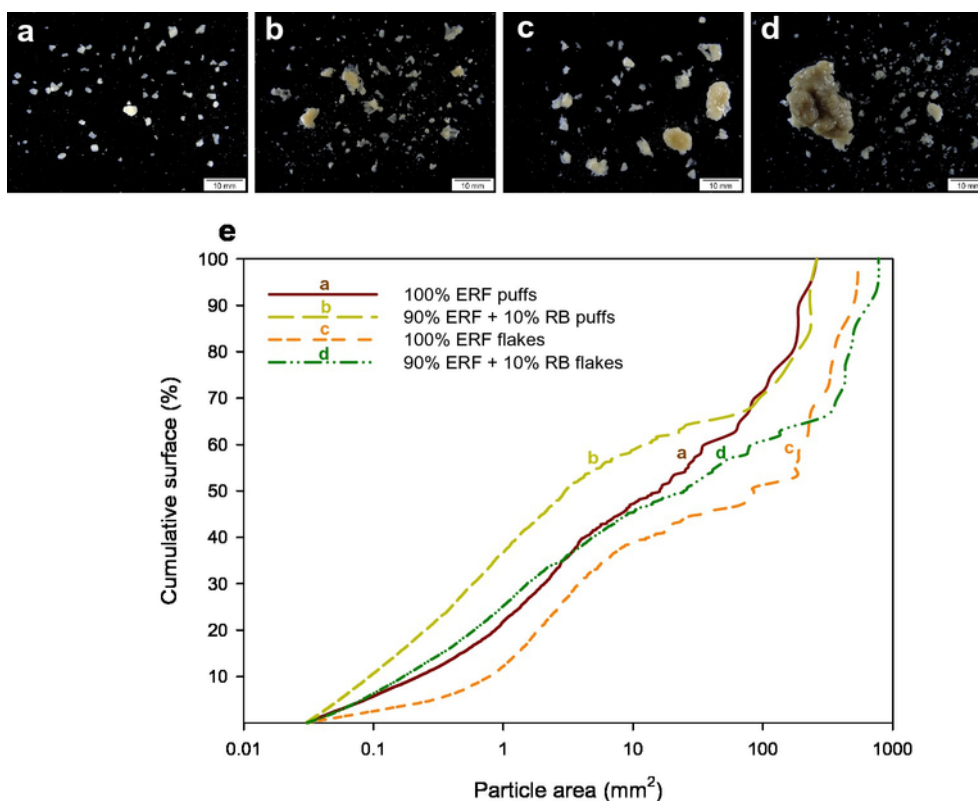 a
b
c
d
10 mm
10 mm
10 mm
10 mm
e
100
90
80
70
60
50
40
30
20
10
Cumulative surface (%)
a
100% ERF puffs
b
90% ERF + 10% RB puffs
c
100% ERF flakes
d
90% ERF + 10% RB flakes
b
a
d
c
0.01
0.1
1
10
100
1000
Particle area (mm²)